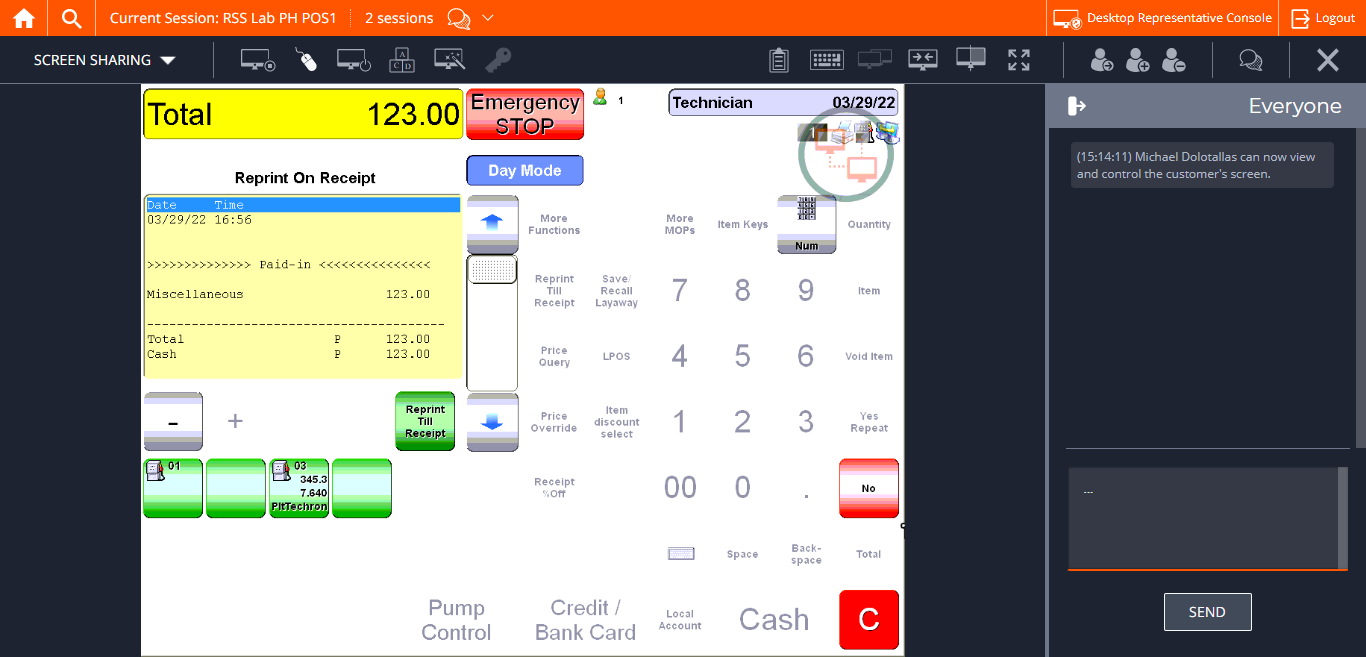 Current Session: RSS Lab PH POS1
2 sessions
Desktop Representative Console
Logout
SCREEN SHARING
A
C D
Total 123.00
Emergency
STOP
1
Technician 03/29/22
1
Reprint On Receipt
Day Mode
Date Time
03/29/22 16:56
>>>>>>>>>>>>>> Paid-in <<<<<<<<<<<<<<<
Miscellaneous 123.00
----------------------------------------
Total P 123.00
Cash P 123.00
More
Functions
More
MOPs
Item Keys
Num
Quantity
Reprint
Till
Receipt
Save/
Recall
Layaway
7 8 9
Item
Price
Query
LPOS
4 5 6
Void Item
-
+
Reprint
Till
Receipt
Price
Override
Item
discount
select
1 2 3
Yes
Repeat
01
03
345.3
7.640
PltTechron
Receipt
%Off
00 0 .
No
Space
Back-
space
Total
Pump
Control
Credit /
Bank Card
Local
Account
Cash
C
Everyone
(15:14:11) Michael Dolotallas can now view
and control the customer's screen.
...
SEND